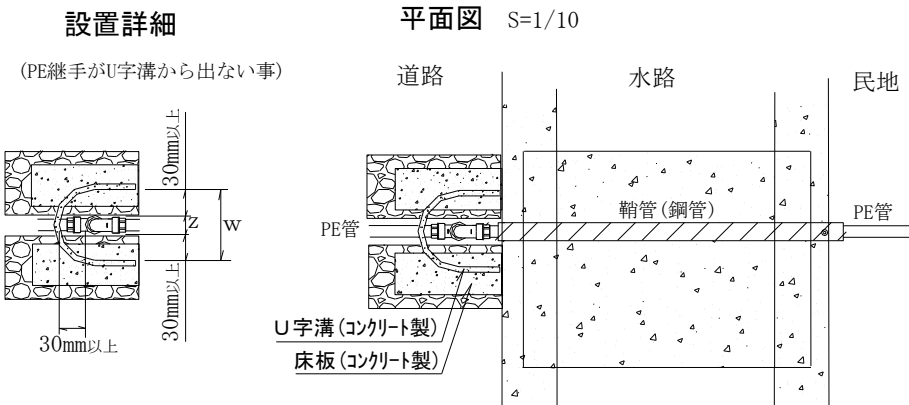 設置詳細
(PE継手がU字溝から出ない事)
30mm以上
Z
W
30mm以上
30mm以上
平面図 S=1/10
道路
水路
民地
PE管
鞘管(鋼管)
PE管
U字溝(コンクリート製)
床板(コンクリート製)